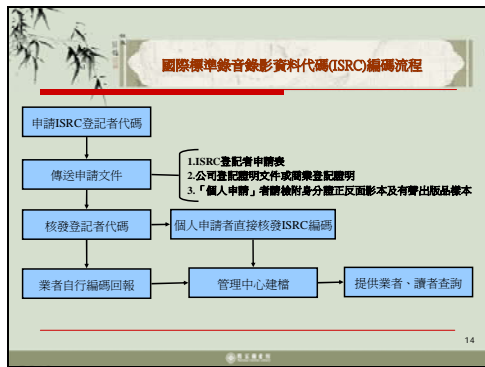 國際標準錄音錄影資料代碼(ISRC)編碼流程
申請ISRC登記者代碼
傳送申請文件
1.ISRC登記者申請表
2.公司登記證明文件或商業登記證明
3.「個人申請」者請檢附身分證正反面影本及有聲出版品樣本
核發登記者代碼
個人申請者直接核發ISRC編碼
業者自行編碼回報
管理中心建檔
提供業者、讀者查詢
14